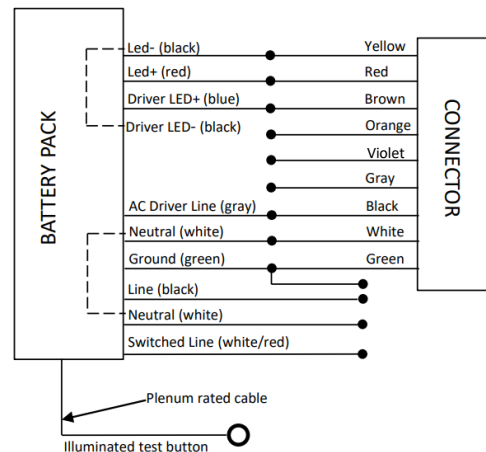 BATTERY PACK
Led- (black)
Yellow
Led+ (red)
Red
Driver LED+ (blue)
Brown
Driver LED- (black)
Orange
Violet
Gray
AC Driver Line (gray)
Black
Neutral (white)
White
Ground (green)
Green
Line (black)
Neutral (white)
Switched Line (white/red)
CONNECTOR
Plenum rated cable
Illuminated test button